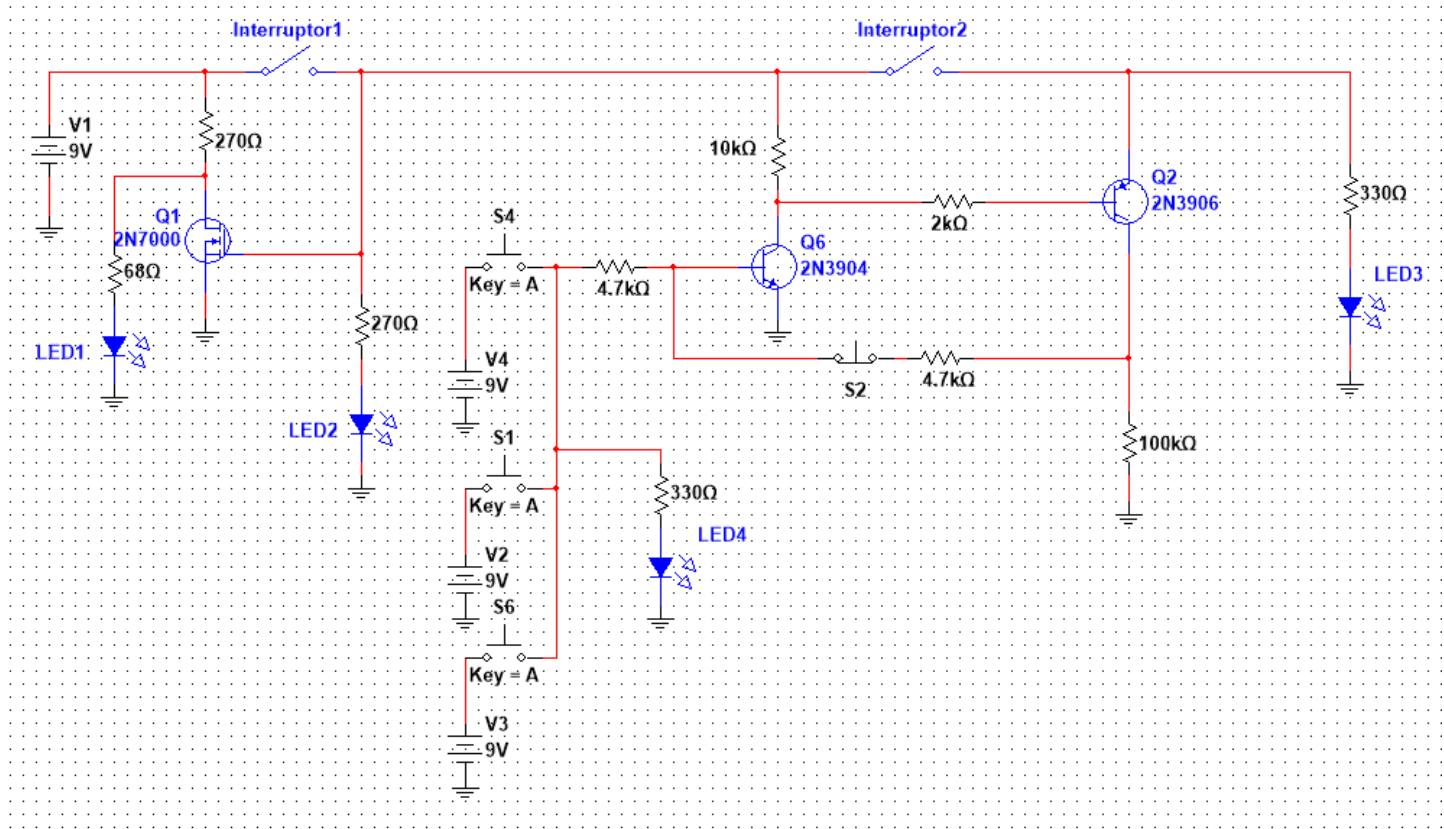 Interruptor1
Interruptor2
V1
9V
270Ω
10kΩ
Q2
2N3906
330Ω
Q1
2N7000
S4
2kΩ
Q6
2N3904
68Ω
Key = A
4.7kΩ
LED3
270Ω
LED1
V4
9V
S2
4.7kΩ
LED2
S1
100kΩ
Key = A
330Ω
LED4
V2
9V
S6
Key = A
V3
9V